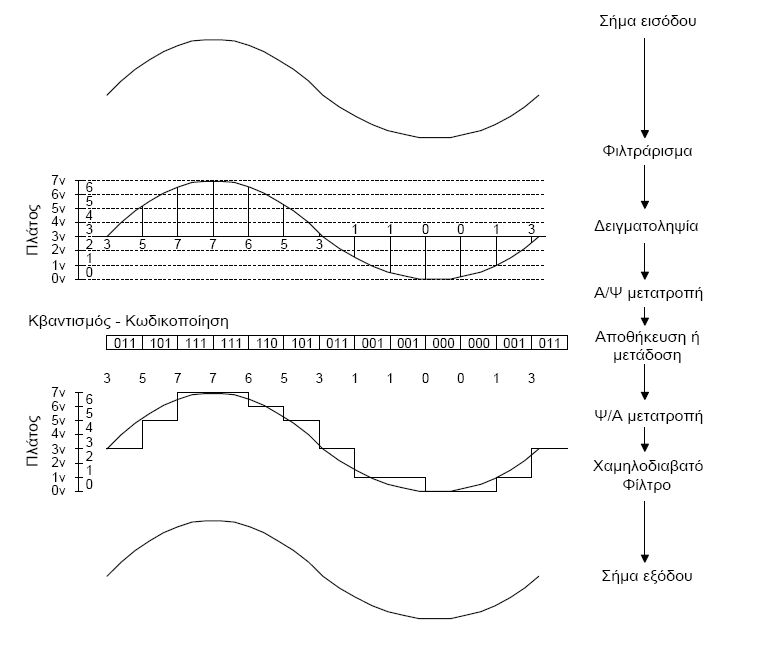 Σήμα εισόδου
Φιλτράρισμα
Πλάτος
7v
6v
5v
4v
3v
2v
1v
0v
6
5
4
3
2
1
0
3 5 7 7 6 5 3 1 1 0 0 1 3
Δειγματοληψία
Α/Ψ μετατροπή
Κβαντισμός - Κωδικοποίηση
011 101 111 111 110 101 011 001 001 000 000 001 011
Αποθήκευση ή
μετάδοση
3 5 7 7 6 5 3 1 1 0 0 1 3
Πλάτος
7v
6v
5v
4v
3v
2v
1v
0v
6
5
4
3
2
1
0
Ψ/Α μετατροπή
Χαμηλοδιαβατό
Φίλτρο
Σήμα εξόδου